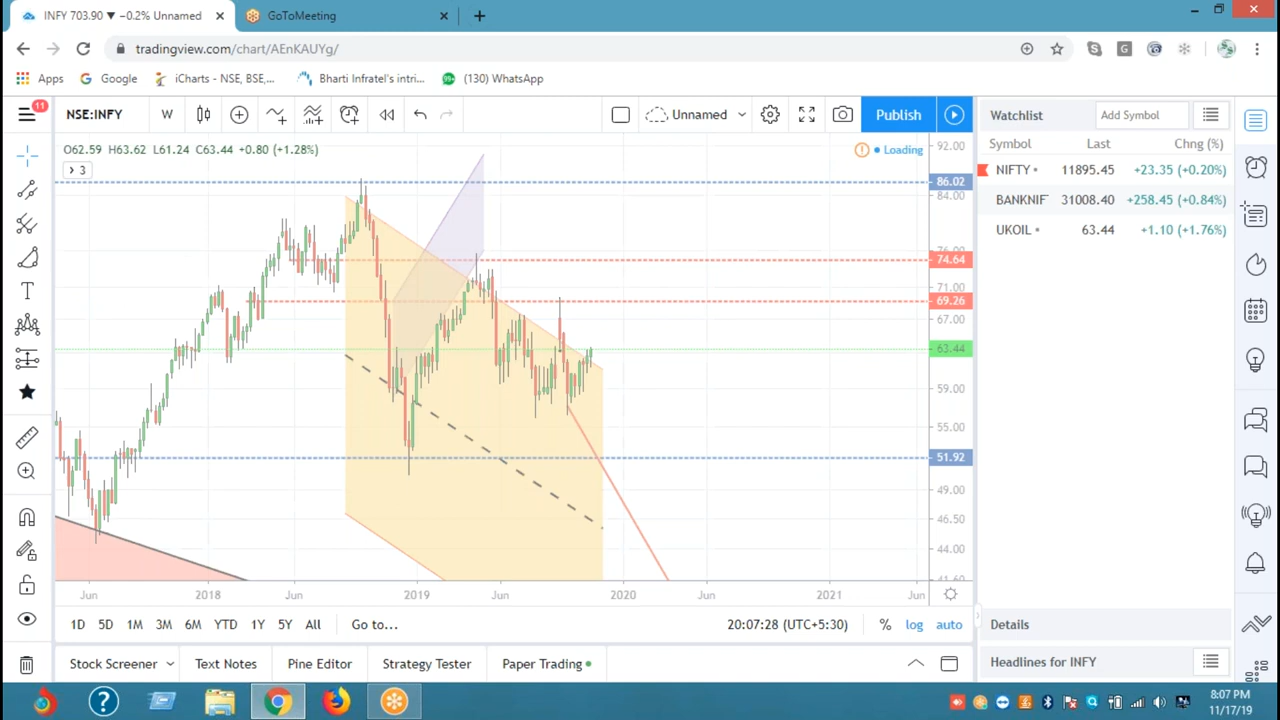 INFY 703.90 ▼ −0.2% Unnamed
GoToMeeting
tradingview.com/chart/AEnKAUYg/
Apps
Google
iCharts - NSE, BSE,...
Bharti Infratel's intri...
(130) WhatsApp
11
NSE:INFY
W
Unnamed
Publish
Watchlist
Add Symbol
O62.59 H63.62 L61.24 C63.44 +0.80 (+1.28%)
Loading
3
Symbol
Last
Chng (%)
NIFTY
11895.45
+23.35 (+0.20%)
BANKNIF
31008.40
+258.45 (+0.84%)
UKOIL
63.44
+1.10 (+1.76%)
92.00
86.02
84.00
76.00
74.64
71.00
69.26
67.00
63.44
59.00
55.00
51.92
49.00
46.50
44.00
41.60
Jun
2018
Jun
2019
Jun
2020
Jun
2021
Jun
1D
5D
1M
3M
6M
YTD
1Y
5Y
All
Go to...
20:07:28 (UTC+5:30)
%
log
auto
Details
Stock Screener
Text Notes
Pine Editor
Strategy Tester
Paper Trading
Headlines for INFY
8:07 PM
11/17/19